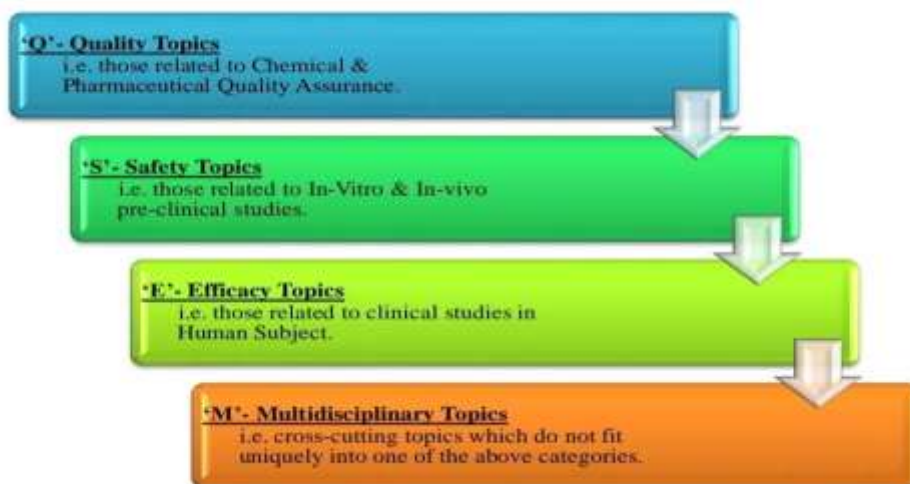 ‘Q’- Quality Topics
i.e. those related to Chemical &
Pharmaceutical Quality Assurance.
‘S’- Safety Topics
i.e. those related to In-Vitro & In-vivo
pre-clinical studies.
‘E’- Efficacy Topics
i.e. those related to clinical studies in
Human Subject.
‘M’- Multidisciplinary Topics
i.e. cross-cutting topics which do not fit
uniquely into one of the above categories.